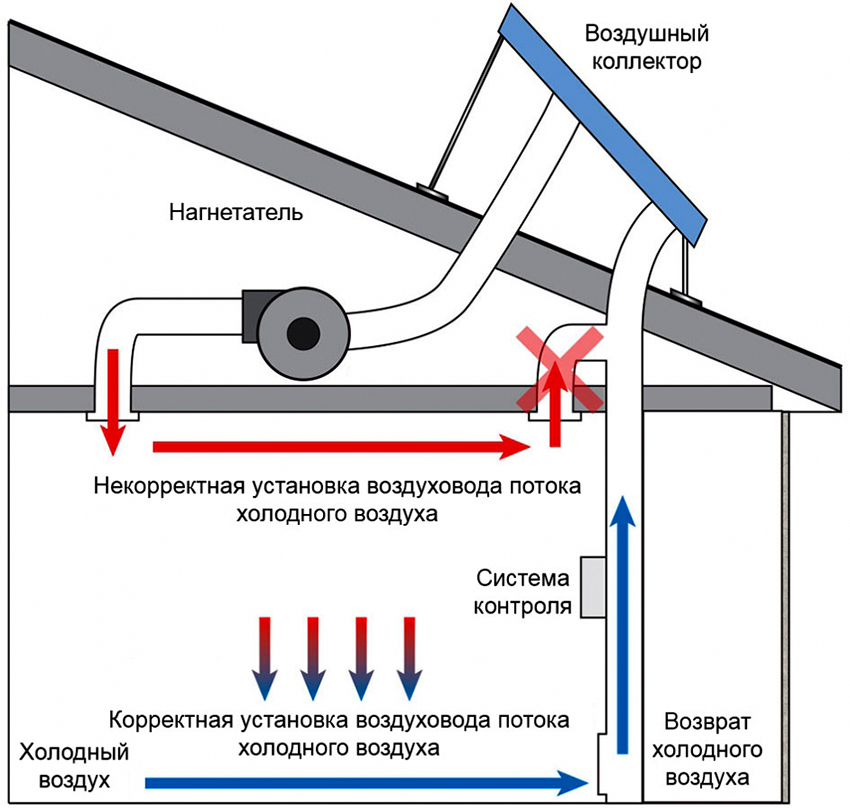 Воздушный
коллектор
Нагнетатель
Некорректная установка воздуховода потока
холодного воздуха
Система
контроля
Корректная установка воздуховода потока
холодного воздуха
Холодный
воздух
Возврат
холодного
воздуха